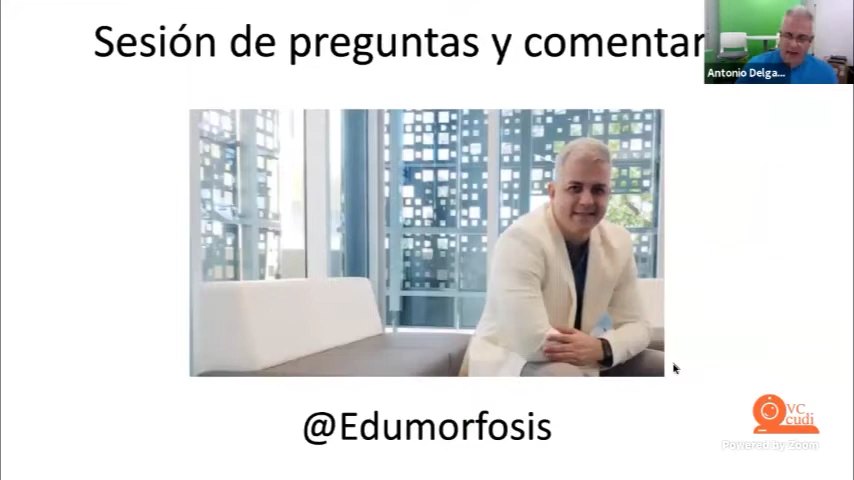 Sesión de preguntas y comentar
Antonio Delga...
@Edumorfosis
VC
cudi
Powered by Zoom